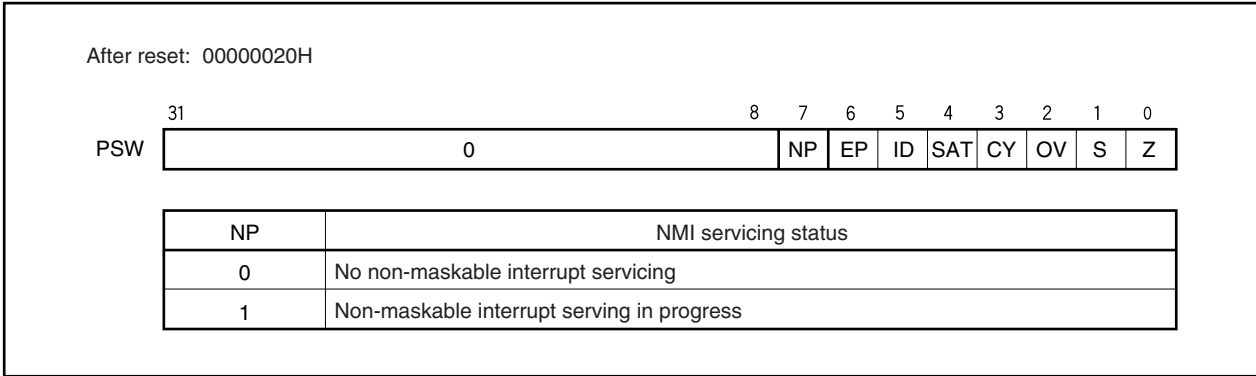 After reset: 00000020H
31 8 7 6 5 4 3 2 1 0
PSW 0 NP EP ID SAT CY OV S Z
NP NMI servicing status
0 No non-maskable interrupt servicing
1 Non-maskable interrupt serving in progress